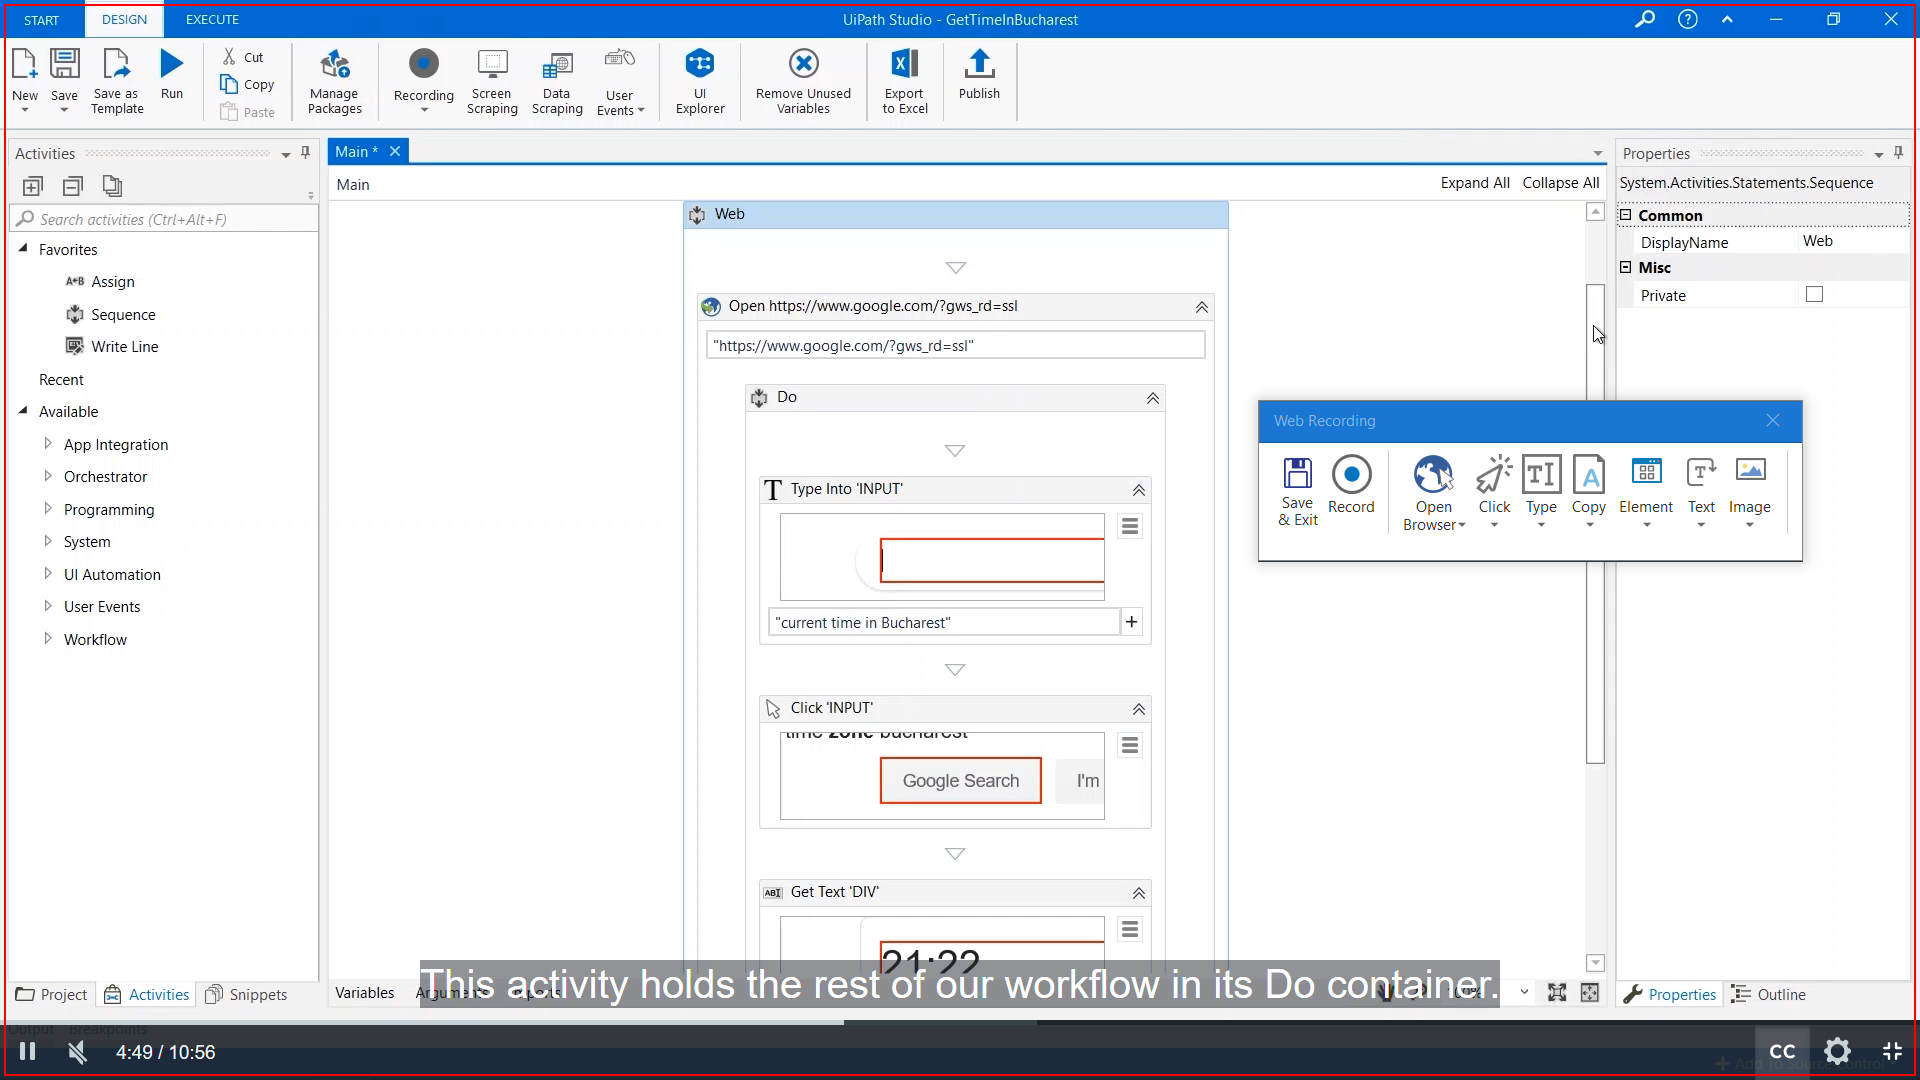 START
DESIGN
EXECUTE
UiPath Studio - GetTimeInBucharest
New
Save
Save as
Template
Run
Cut
Copy
Paste
Manage
Packages
Recording
Screen
Scraping
Data
Scraping
User
Events
UI
Explorer
Remove Unused
Variables
Export
to Excel
Publish
Activities
Search activities (Ctrl+Alt+F)
Favorites
A+B Assign
Sequence
Write Line
Recent
Available
App Integration
Orchestrator
Programming
System
UI Automation
User Events
Workflow
Project
Activities
Snippets
Main *
Main
Expand All
Collapse All
Web
Open https://www.google.com/?gws_rd=ssl
"https://www.google.com/?gws_rd=ssl"
Do
T Type Into 'INPUT'
"current time in Bucharest"
Click 'INPUT'
time zone bucharest
Google Search
I'm
Get Text 'DIV'
21:22
Variables
Web Recording
Save
& Exit
Record
Open
Browser
Click
Type
Copy
Element
Text
Image
Properties
System.Activities.Statements.Sequence
Common
DisplayName
Web
Misc
Private
Properties
Outline
This activity holds the rest of our workflow in its Do container.
Output
Breakpoints
4:49 / 10:56
CC